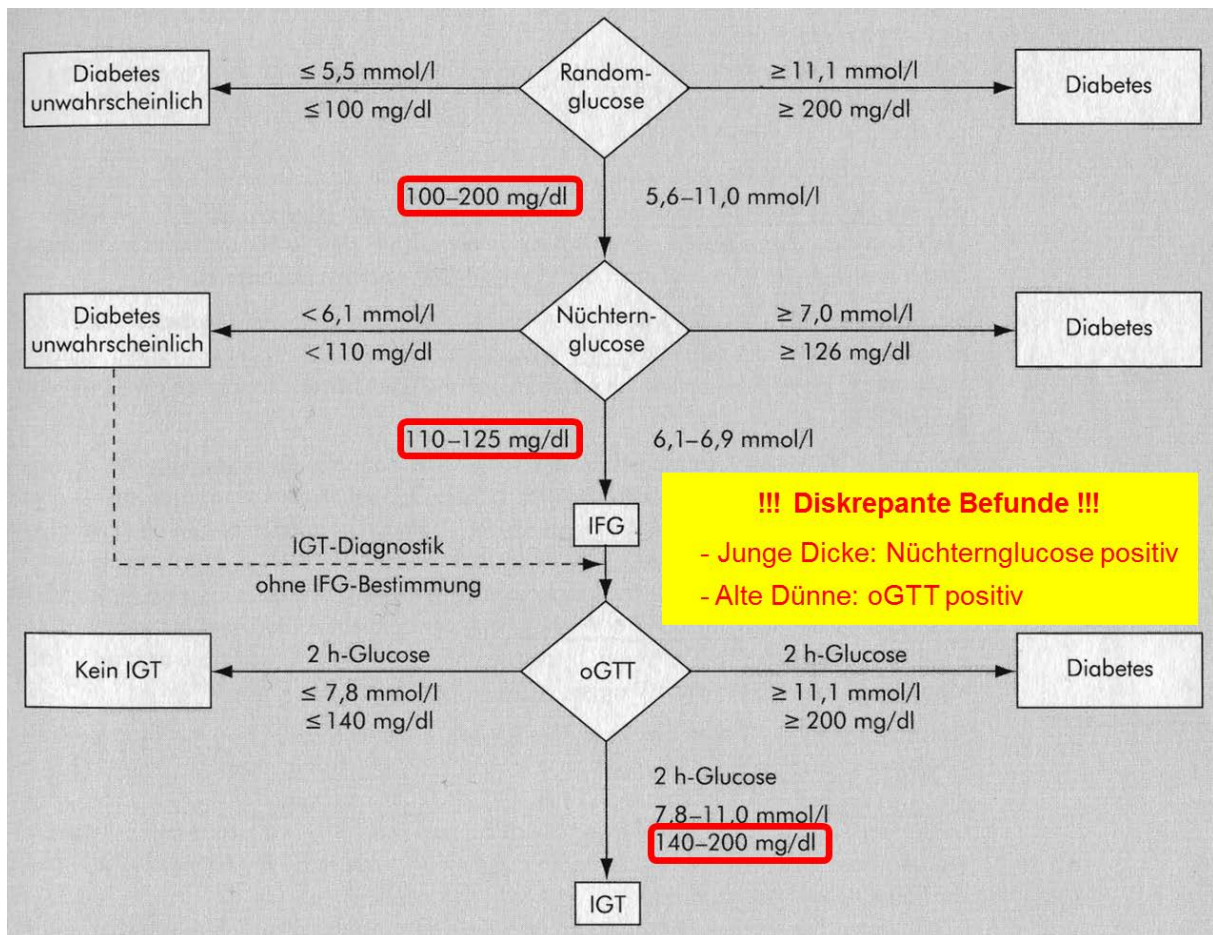 Diabetes
unwahrscheinlich
≤ 5,5 mmol/l
≤ 100 mg/dl
Random-
glucose
≥ 11,1 mmol/l
≥ 200 mg/dl
Diabetes
100–200 mg/dl
5,6–11,0 mmol/l
Diabetes
unwahrscheinlich
< 6,1 mmol/l
<110 mg/dl
Nüchtern-
glucose
≥ 7,0 mmol/l
≥ 126 mg/dl
Diabetes
110–125 mg/dl
6,1–6,9 mmol/l
!!! Diskrepante Befunde !!!
- Junge Dicke: Nüchternglucose positiv
- Alte Dünne: oGTT positiv
IFG
IGT-Diagnostik
ohne IFG-Bestimmung
Kein IGT
2 h-Glucose
≤ 7,8 mmol/l
≤ 140 mg/dl
oGTT
2 h-Glucose
≥ 11,1 mmol/l
≥ 200 mg/dl
Diabetes
2 h-Glucose
7,8–11,0 mmol/l
140–200 mg/dl
IGT